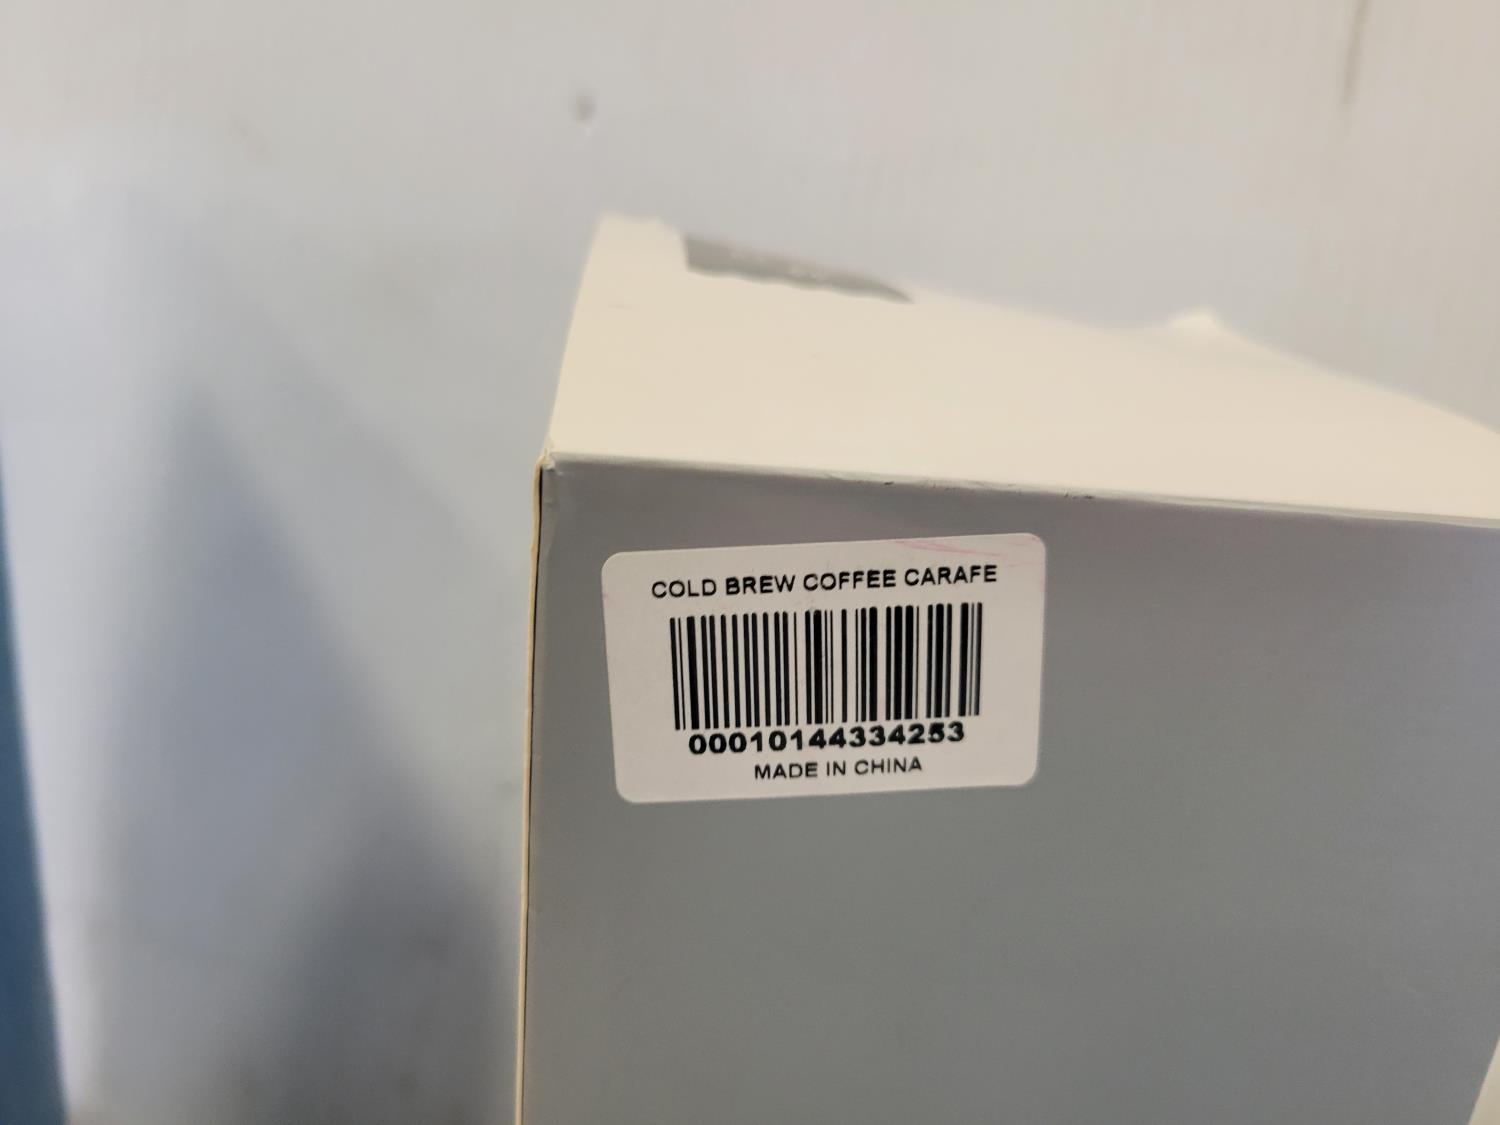 COLD BREW COFFEE CARAFE
00010144334253
MADE IN CHINA